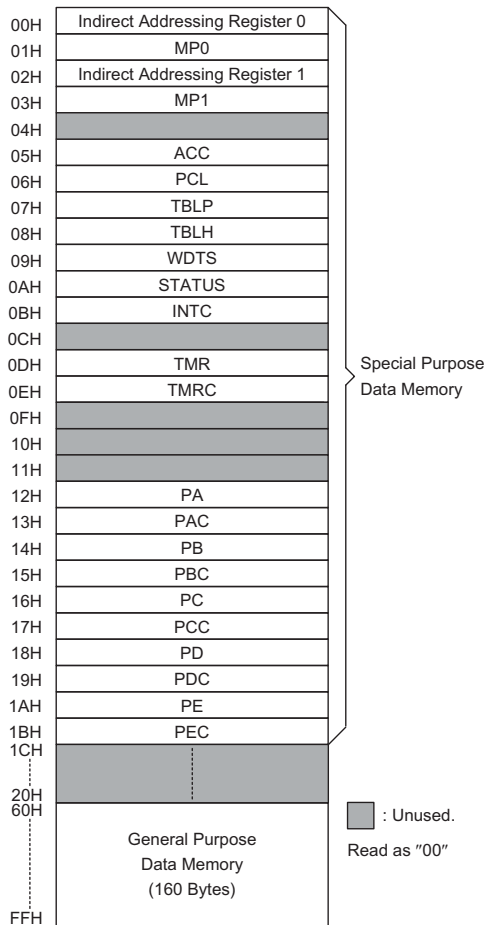 00H Indirect Addressing Register 0
01H MP0
02H Indirect Addressing Register 1
03H MP1
04H
05H ACC
06H PCL
07H TBLP
08H TBLH
09H WDTS
0AH STATUS
0BH INTC
0CH
0DH TMR
0EH TMRC
0FH
10H
11H
12H PA
13H PAC
14H PB
15H PBC
16H PC
17H PCC
18H PD
19H PDC
1AH PE
1BH PEC
1CH
20H
60H
General Purpose
Data Memory
(160 Bytes)
FFH
Special Purpose
Data Memory
: Unused.
Read as "00"